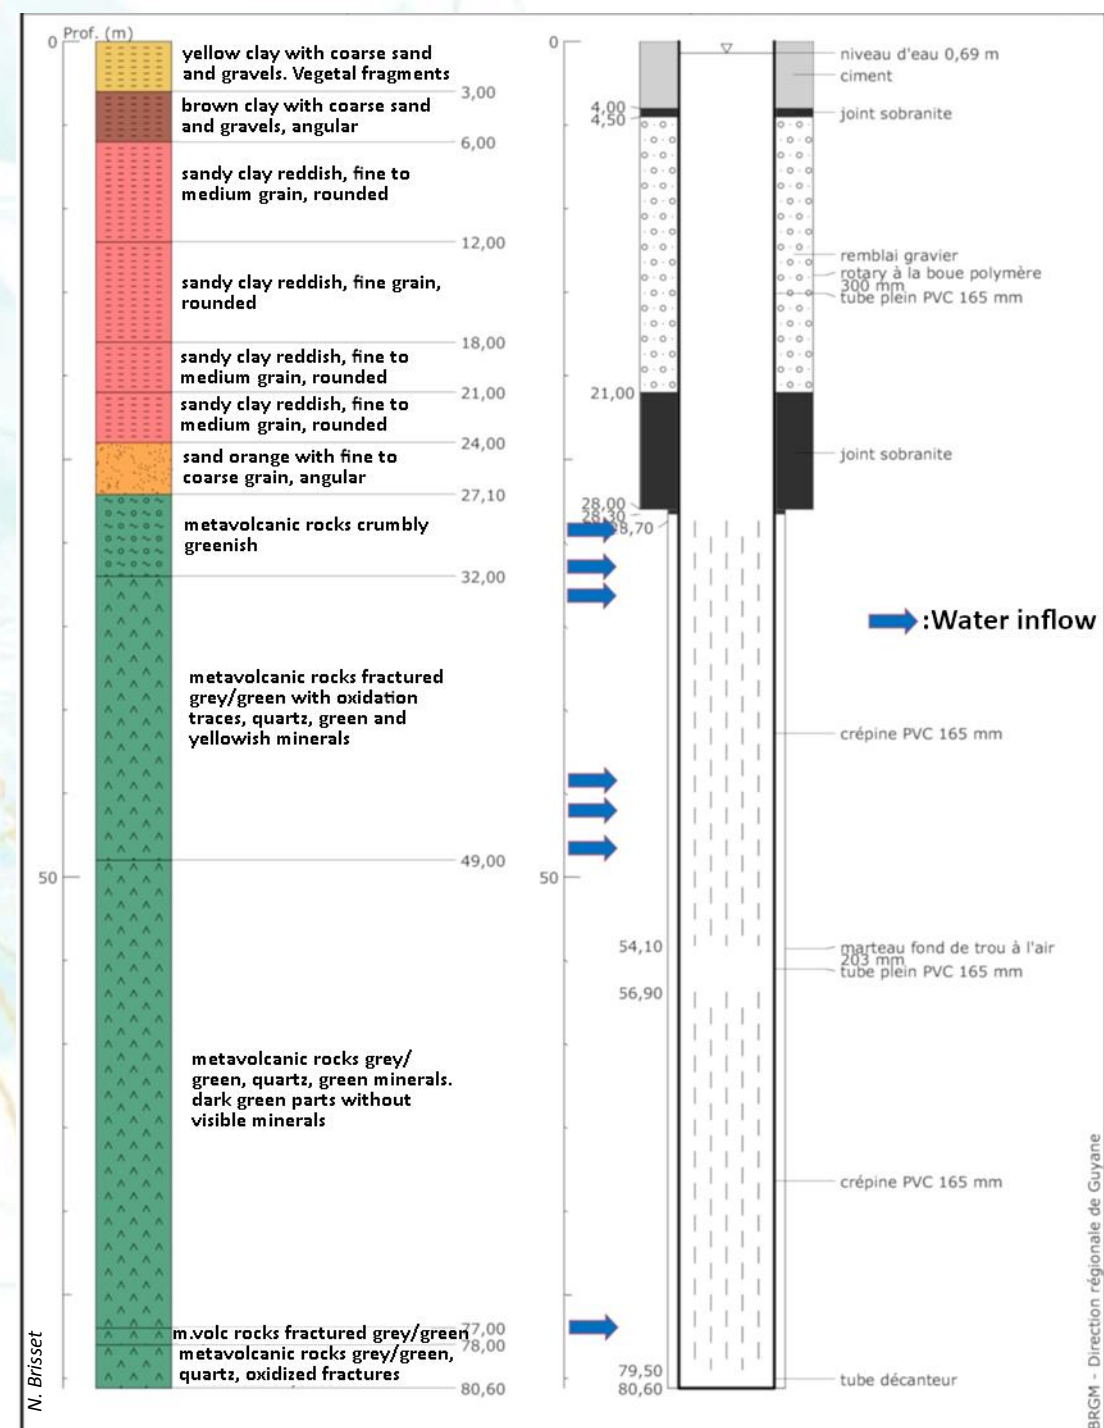 Prof. (m)
0
yellow clay with coarse sand
and gravels. Vegetal fragments
3,00
brown clay with coarse sand
and gravels, angular
6,00
sandy clay reddish, fine to
medium grain, rounded
12,00
sandy clay reddish, fine grain,
rounded
18,00
sandy clay reddish, fine to
medium grain, rounded
21,00
sandy clay reddish, fine to
medium grain, rounded
24,00
sand orange with fine to
coarse grain, angular
27,10
metavolcanic rocks crumbly
greenish
32,00
metavolcanic rocks fractured
grey/green with oxidation
traces, quartz, green and
yellowish minerals
49,00
50
metavolcanic rocks grey/
green, quartz, green minerals.
dark green parts without
visible minerals
77,00
m.volc rocks fractured grey/green
78,00
metavolcanic rocks grey/green,
quartz, oxidized fractures
80,60
0
niveau d'eau 0,69 m
ciment
4,00
joint sobranite
4,50
remblai gravier
rotary à la boue polymère
300 mm
tube plein PVC 165 mm
21,00
joint sobranite
28,00
28,30
28,70
:Water inflow
crépine PVC 165 mm
50
54,10
marteau fond de trou à l'air
203 mm
tube plein PVC 165 mm
56,90
crépine PVC 165 mm
79,50
tube décanteur
80,60
N. Brisset
BRGM - Direction régionale de Guyane